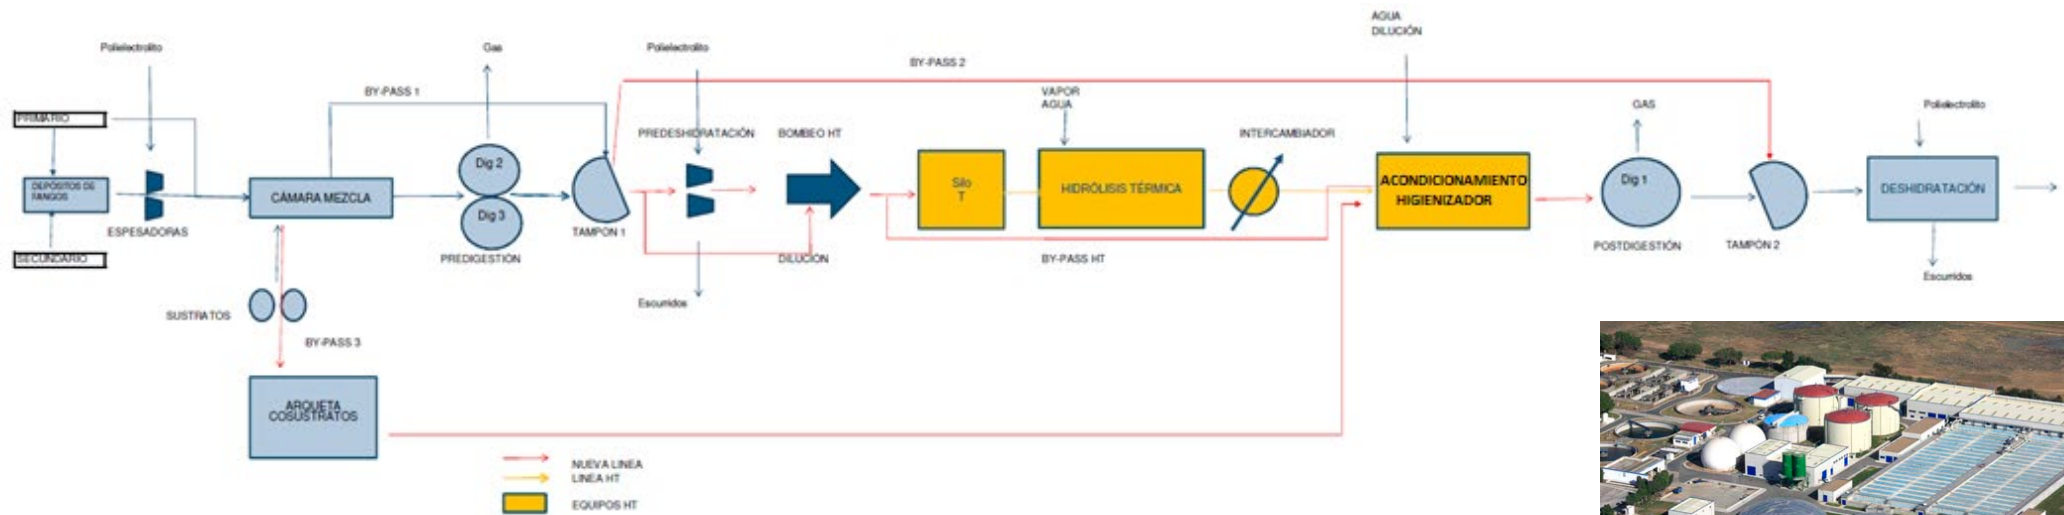 AGUA
DILUCIÓN
Polielectrolito
Gas
Polielectrolito
BY-PASS 2
BY-PASS 1
VAPOR
AGUA
GAS
Polielectrolito
PRIMARIO
PREDESHIDRATACIÓN
BOMBEO HT
INTERCAMBIADOR
Dig 2
Dig 3
DEPÓSITOS DE
FANGOS
CÁMARA MEZCLA
Silo
T
HIDRÓLISIS TÉRMICA
ACONDICIONAMIENTO
HIGIENIZADOR
Dig 1
DESHIDRATACIÓN
ESPESADORAS
TAMPON 1
SECUNDARIO
PREDIGESTIÓN
DILUCIÓN
BY-PASS HT
POSTDIGESTIÓN
TAMPÓN 2
Escurridos
Escurridos
SUSTRATOS
BY-PASS 3
ARQUETA
COSUSTRATOS
NUEVA LINEA
LINEA HT
EQUIPOS HT